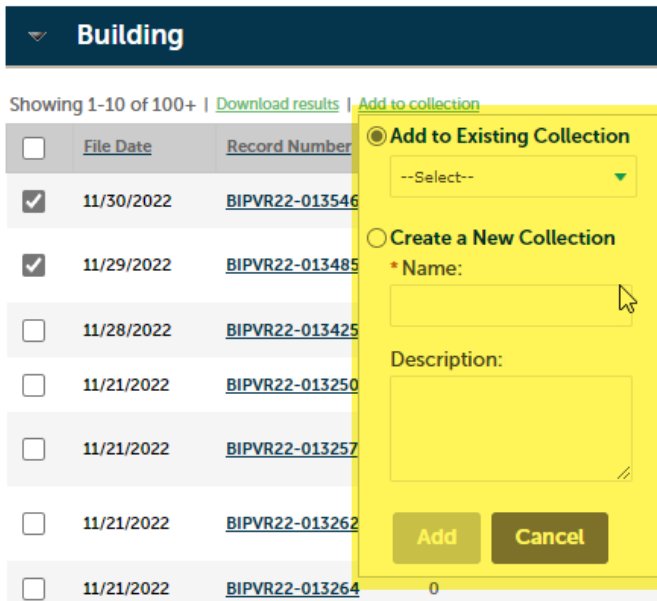 Building
Showing 1-10 of 100+ | Download results | Add to collection
File Date Record Number
11/30/2022 BIPVR22-013546
11/29/2022 BIPVR22-013485
11/28/2022 BIPVR22-013425
11/21/2022 BIPVR22-013250
11/21/2022 BIPVR22-013257
11/21/2022 BIPVR22-013262
11/21/2022 BIPVR22-013264 0
Add to Existing Collection
--Select--
Create a New Collection
* Name:
Description:
Add Cancel